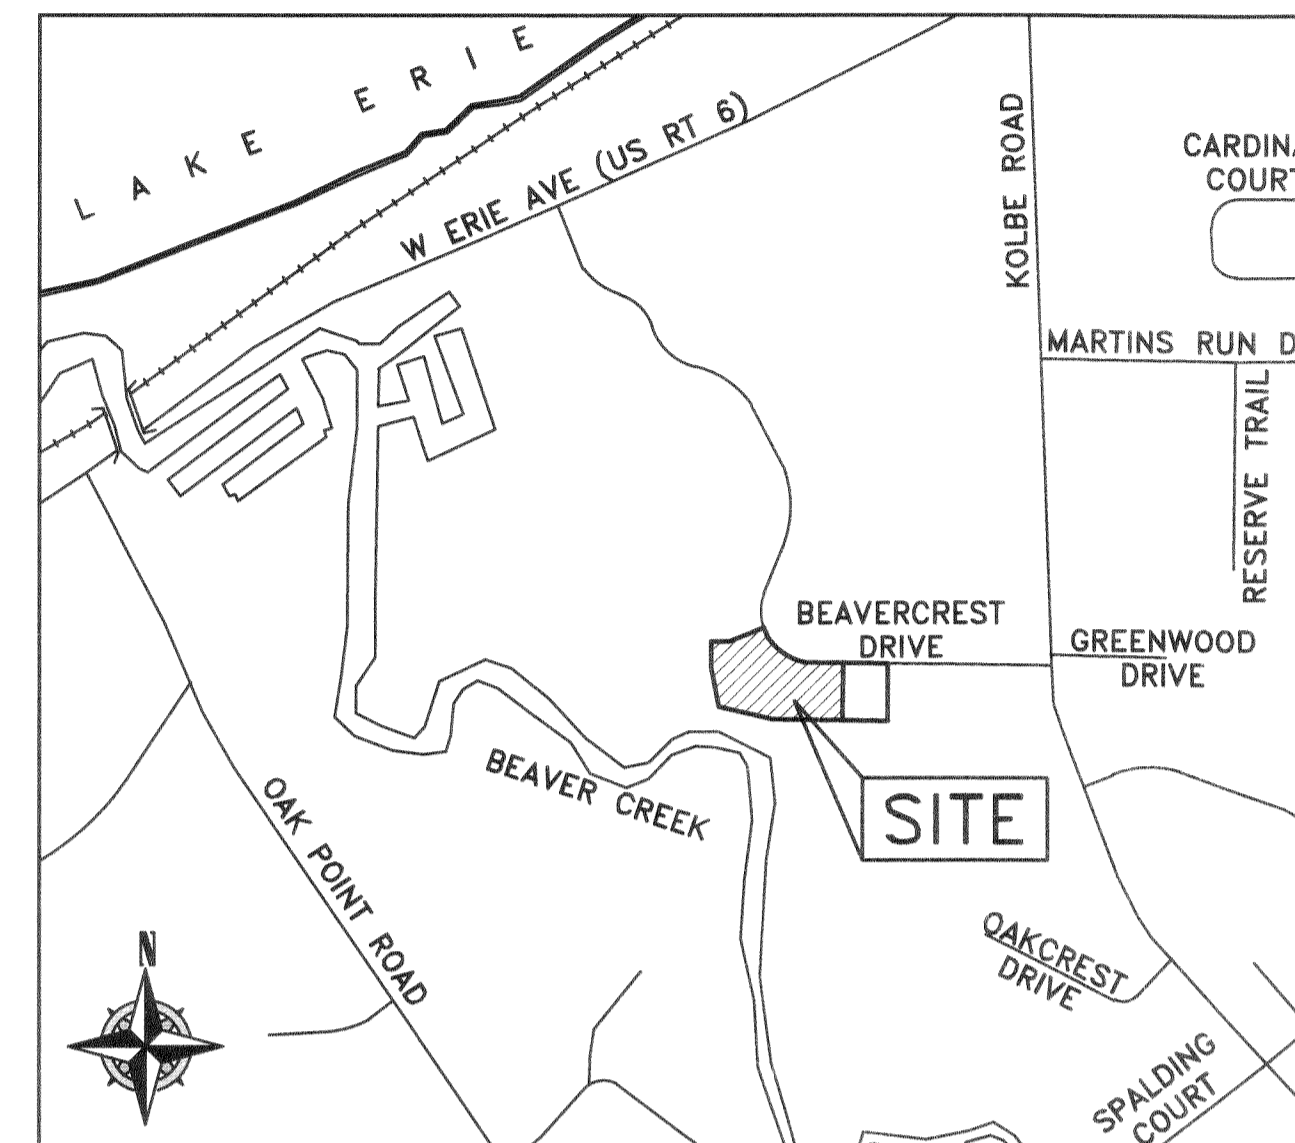 LAKE ERIE
W ERIE AVE (US RT 6)
KOLBE ROAD
COURT
MARTINS RUN
RESERVE TRAIL
BEAVERCREST
DRIVE
GREENWOOD
DRIVE
BEAVER CREEK
SITE
OAK POINT ROAD
OAKCREST
DRIVE
N
SPALDING
COURT